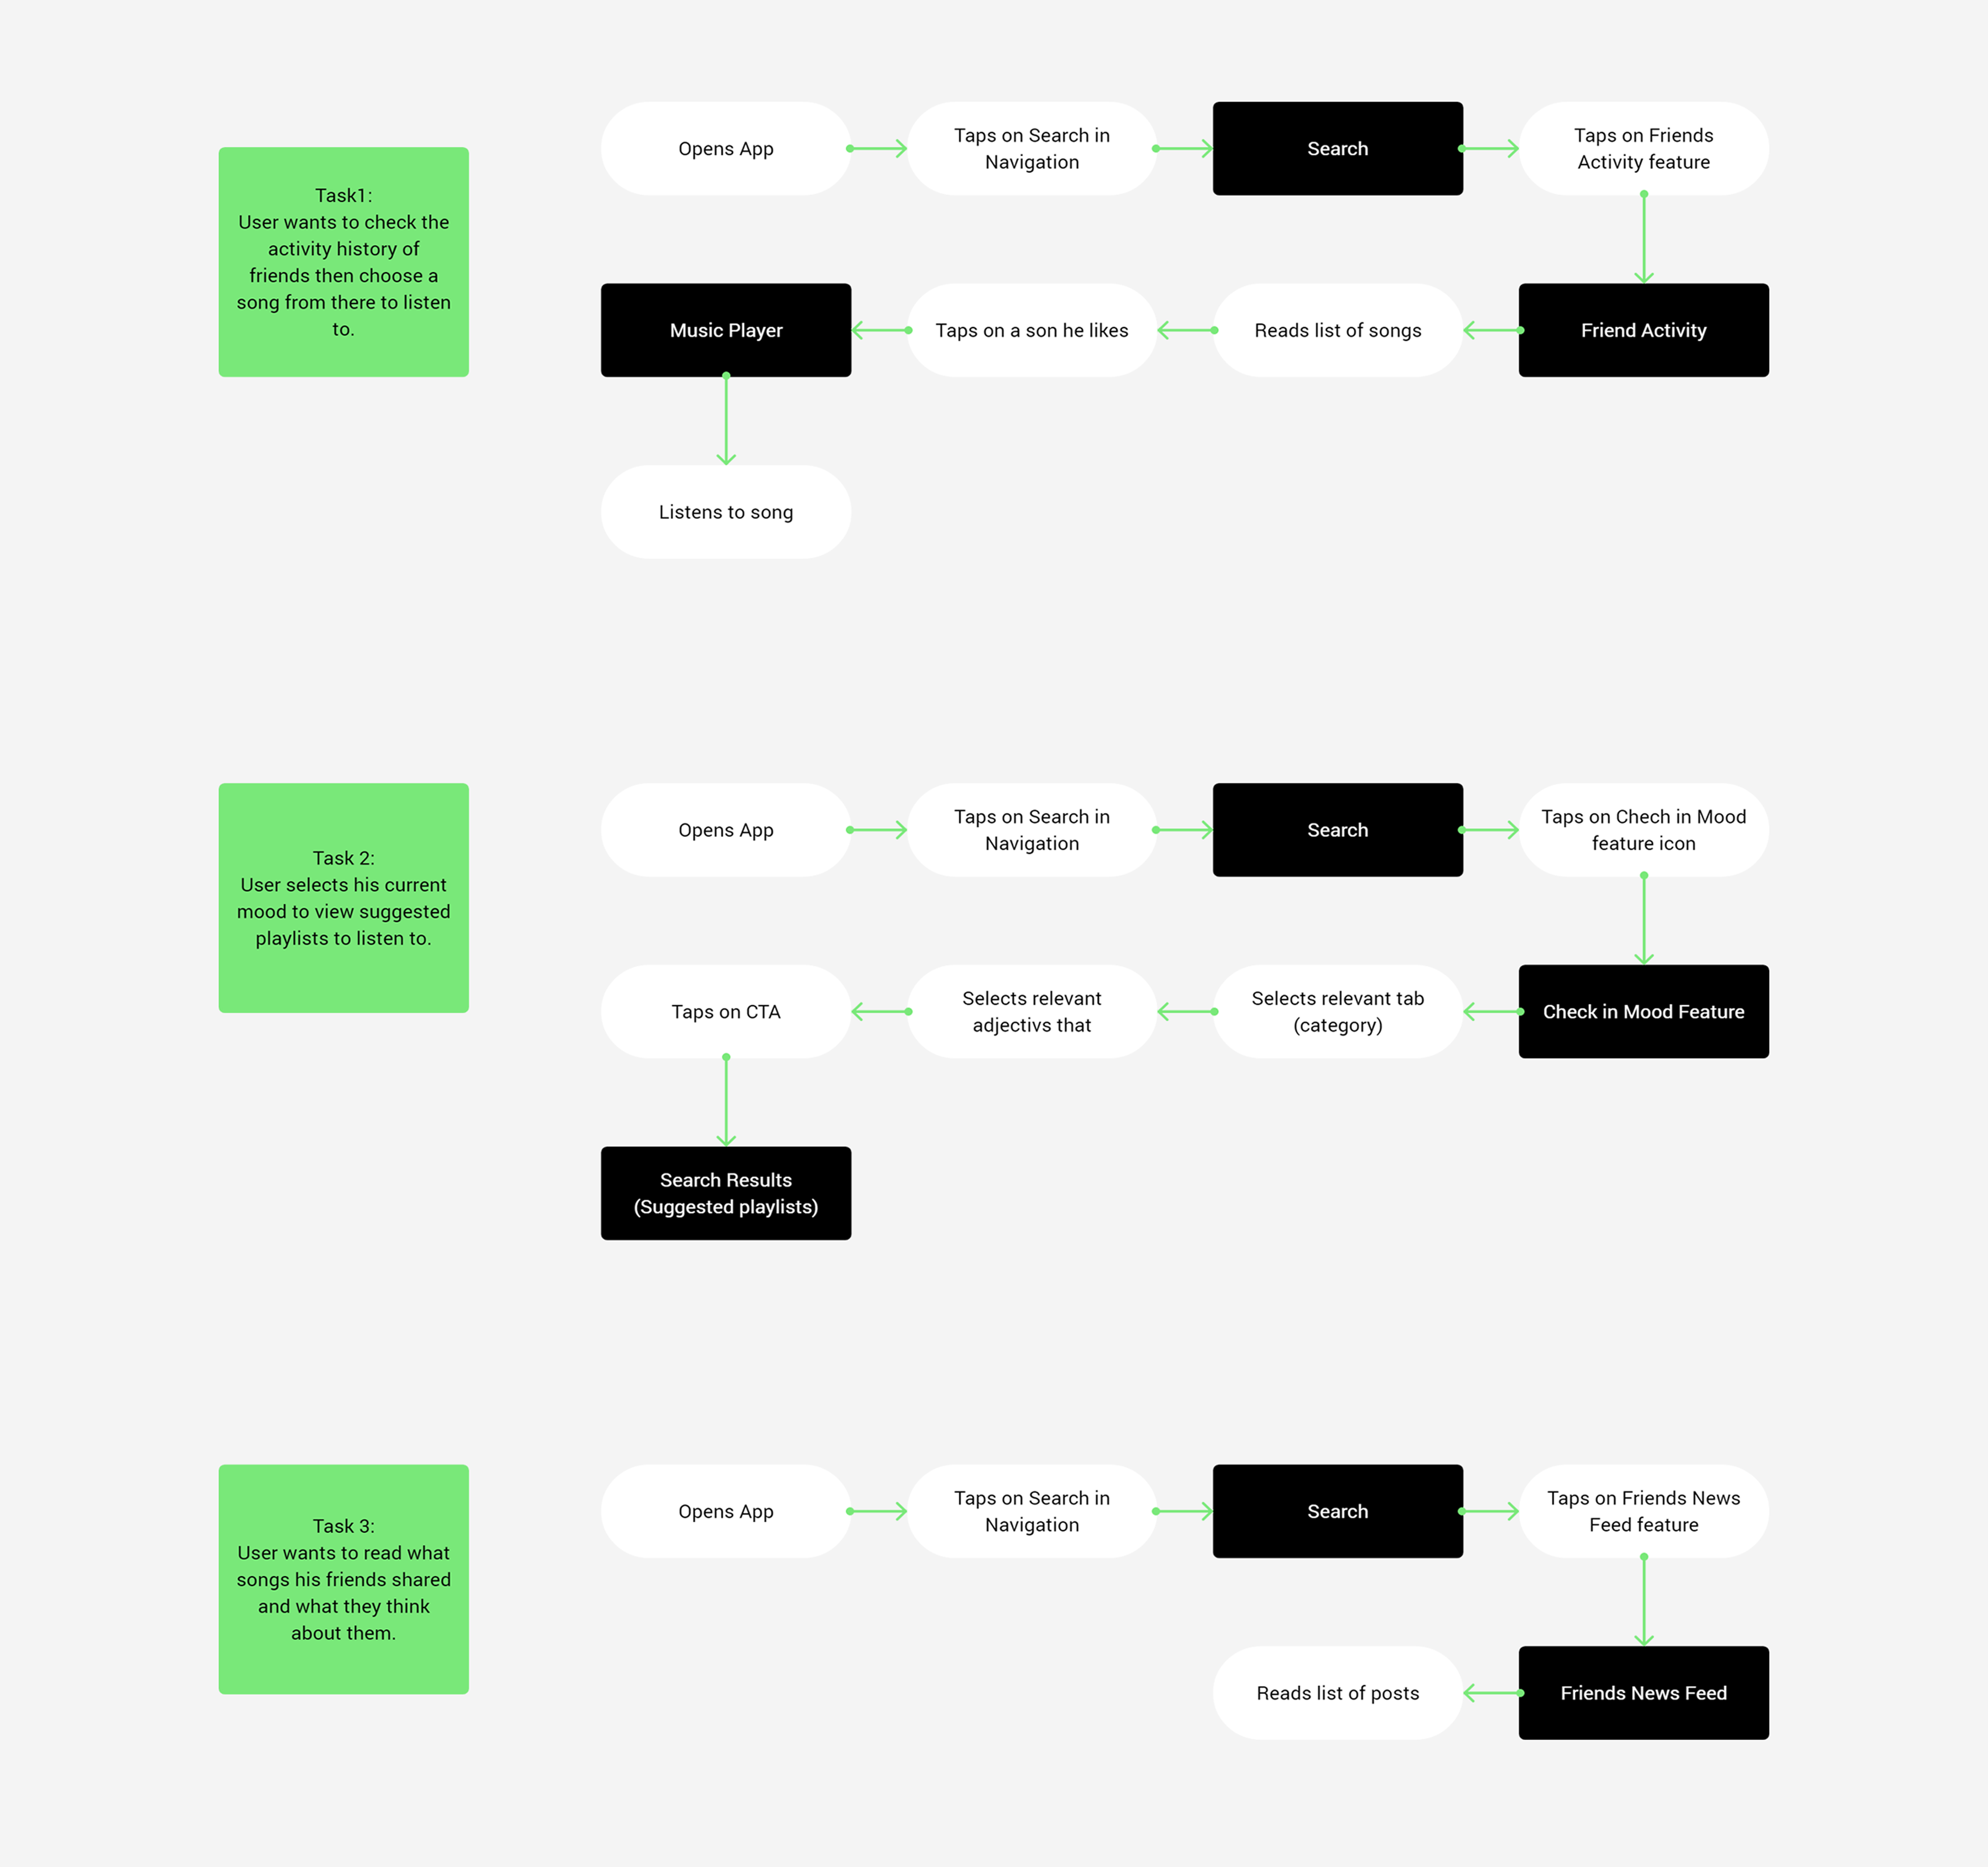 Task1:
User wants to check the
activity history of
friends then choose a
song from there to listen
to.
Opens App
Taps on Search in
Navigation
Search
Taps on Friends
Activity feature
Friend Activity
Reads list of songs
Taps on a son he likes
Music Player
Listens to song
Task 2:
User selects his current
mood to view suggested
playlists to listen to.
Opens App
Taps on Search in
Navigation
Search
Taps on Chech in Mood
feature icon
Check in Mood Feature
Selects relevant tab
(category)
Selects relevant
adjectivs that
Taps on CTA
Search Results
(Suggested playlists)
Task 3:
User wants to read what
songs his friends shared
and what they think
about them.
Opens App
Taps on Search in
Navigation
Search
Taps on Friends News
Feed feature
Friends News Feed
Reads list of posts